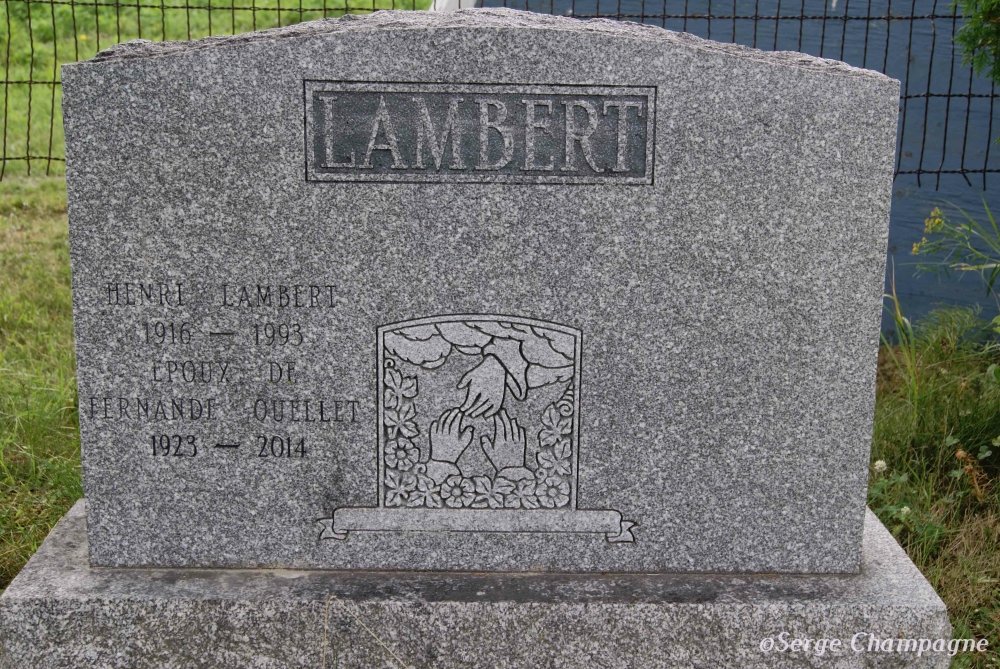 LAMBERT
HENRI LAMBERT
1916 — 1993
EPOUX DE
FERNANDE OUELLET
1923 — 2014
©Serge Champagne